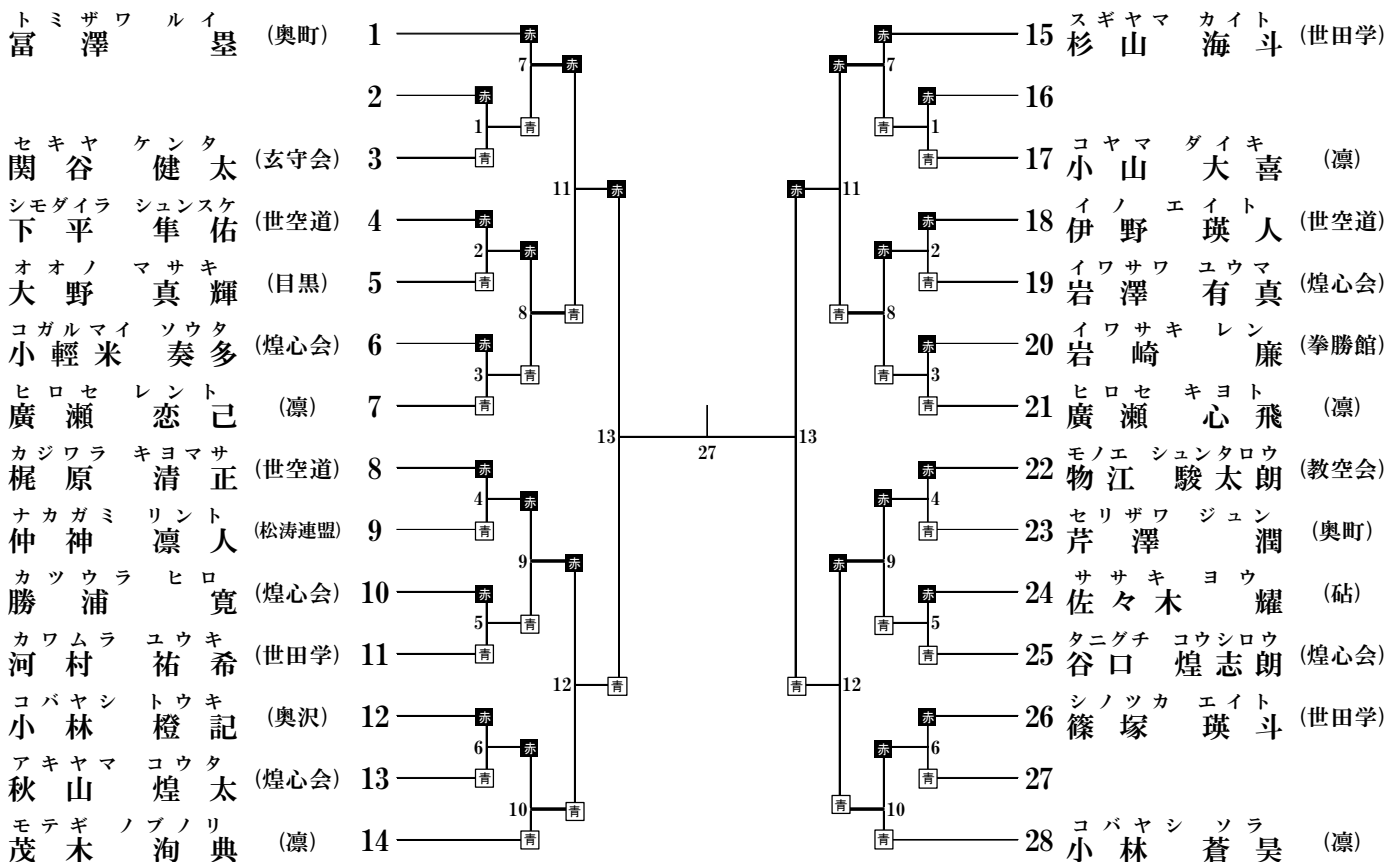 トミザワ ルイ
冨澤 塁 (奥町) 1
2
セキヤ ケンタ
関谷 健太 (玄守会) 3
シモダイラ シュンスケ
下平 隼佑 (世空道) 4
オオノ マサキ
大野 真輝 (目黒) 5
コガルマイ ソウタ
小輕米 奏多 (煌心会) 6
ヒロセ レント
廣瀬 恋己 (凛) 7
カジワラ キヨマサ
梶原 清正 (世空道) 8
ナカガミ リント
仲神 凛人 (松涛連盟) 9
カツウラ ヒロ
勝浦 寛 (煌心会) 10
カワムラ ユウキ
河村 祐希 (世田学) 11
コバヤシ トウキ
小林 橙記 (奥沢) 12
アキヤマ コウタ
秋山 煌太 (煌心会) 13
モテギ ノブノリ
茂木 洵典 (凛) 14
赤 7 赤
赤 1 青
青
11 赤
赤 2 赤
青
8 青
赤 3 青
青
13
赤 4 赤
青
9 赤
赤 5 青
青
12 青
赤 6 赤
青
10 青
青
27
赤 7 赤
赤 1 青
青
赤 11
赤 2 赤
青
青 8
赤 3 青
青
13
赤 4 赤
青
赤 9
赤 5 青
青
青 12
赤 6 赤
青
青 10
青
スギヤマ カイト
15 杉山 海斗 (世田学)
16
コヤマ ダイキ
17 小山 大喜 (凛)
イノ エイト
18 伊野 瑛人 (世空道)
イワサワ ユウマ
19 岩澤 有真 (煌心会)
イワサキ レン
20 岩崎 廉 (拳勝館)
ヒロセ キヨト
21 廣瀬 心飛 (凛)
モノエ シュンタロウ
22 物江 駿太朗 (教空会)
セリザワ ジュン
23 芹澤 潤 (奥町)
ササキ ヨウ
24 佐々木 耀 (砧)
タニグチ コウシロウ
25 谷口 煌志朗 (煌心会)
シノツカ エイト
26 篠塚 瑛斗 (世田学)
27
コバヤシ ソラ
28 小林 蒼昊 (凛)